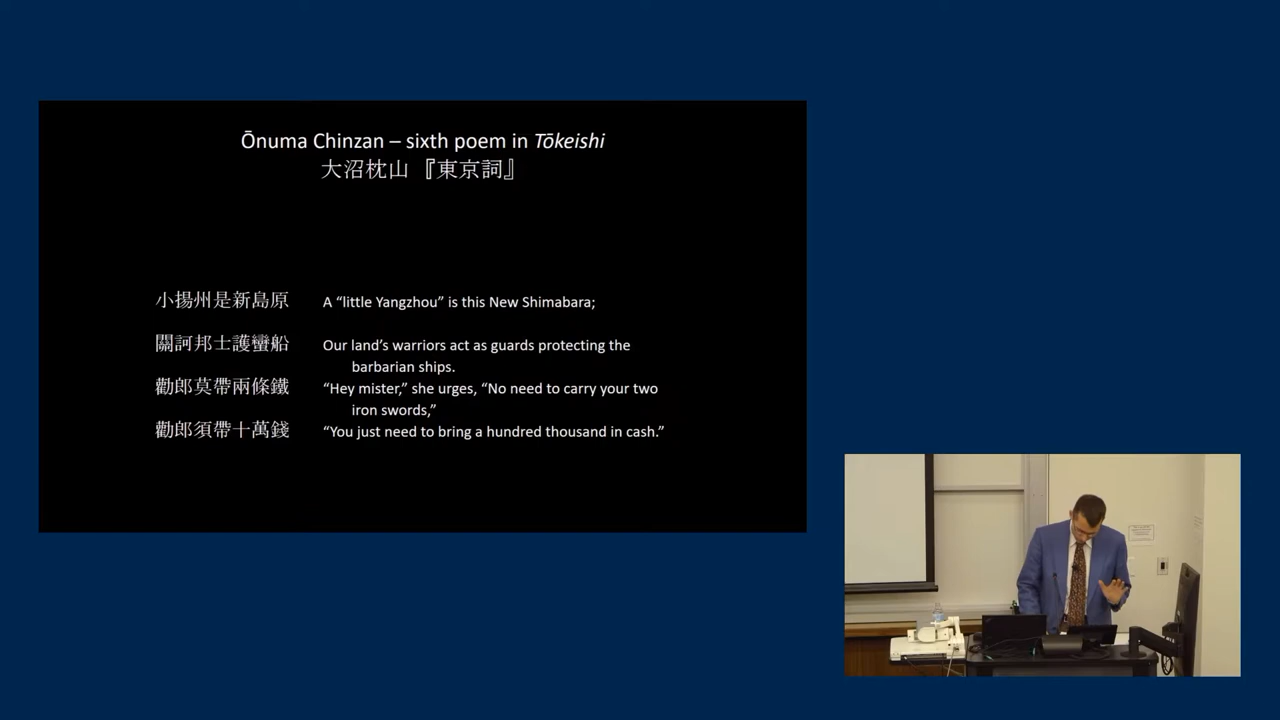 Ōnuma Chinzan – sixth poem in Tōkeishi
大沼枕山 『東京詞』
小揚州是新島原
A “little Yangzhou” is this New Shimabara;
關訶邦士護蠻船
Our land’s warriors act as guards protecting the
barbarian ships.
勸郎莫帶兩條鐵
“Hey mister,” she urges, “No need to carry your two
iron swords,”
勸郎須帶十萬錢
“You just need to bring a hundred thousand in cash.”